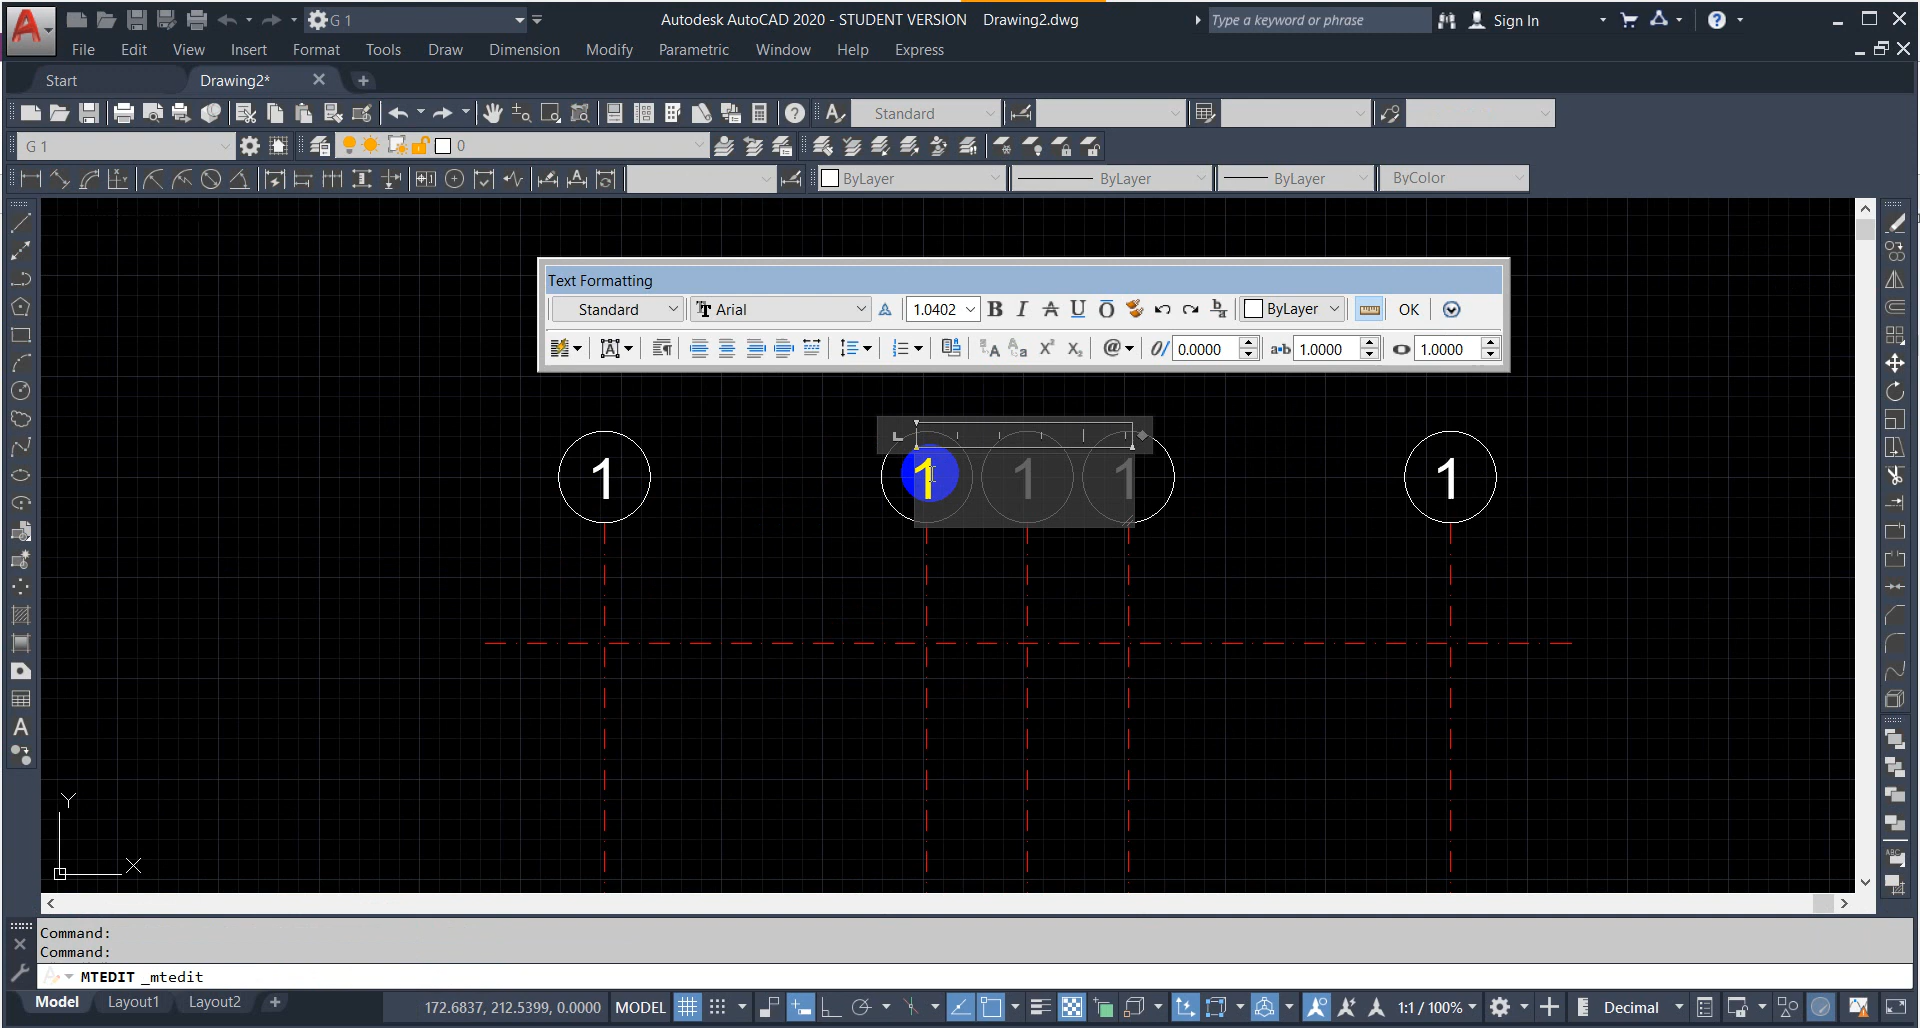 G 1
Autodesk AutoCAD 2020 - STUDENT VERSION Drawing2.dwg
Type a keyword or phrase
Sign In
File Edit View Insert Format Tools Draw Dimension Modify Parametric Window Help Express
Start Drawing2*
Standard
G 1
0
ByLayer ByLayer ByLayer ByColor
Text Formatting
Standard Arial 1.0402 B I A U O ByLayer OK
0.0000 1.0000 1.0000
1 1 1 1 1
Y
X
Command:
Command:
MTEDIT _mtedit
Model Layout1 Layout2
172.6837, 212.5399, 0.0000 MODEL 1:1 / 100% Decimal